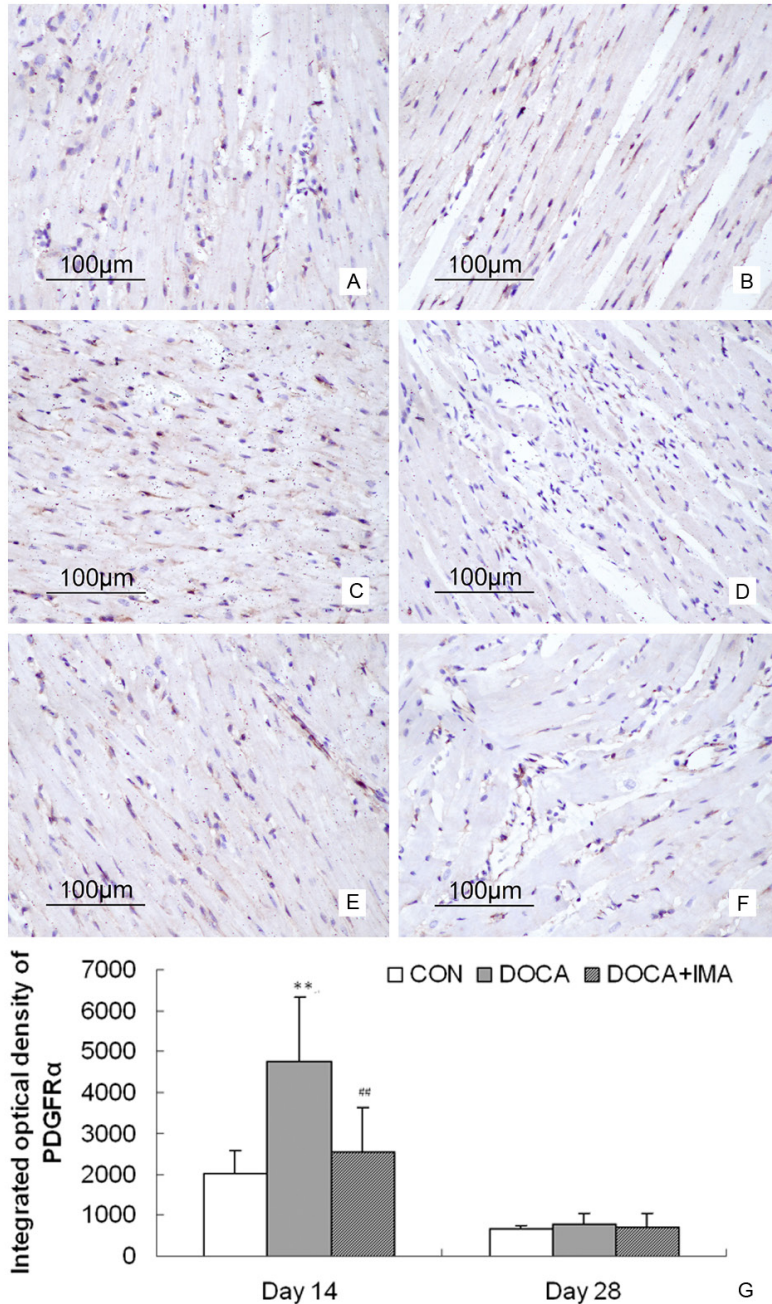 100μm
A
100μm
B
100μm
C
100μm
D
100μm
E
100μm
F
Integrated optical density of
PDGFRα
7000
6000
5000
4000
3000
2000
1000
0
CON
DOCA
DOCA+IMA
**
##
Day 14
Day 28
G